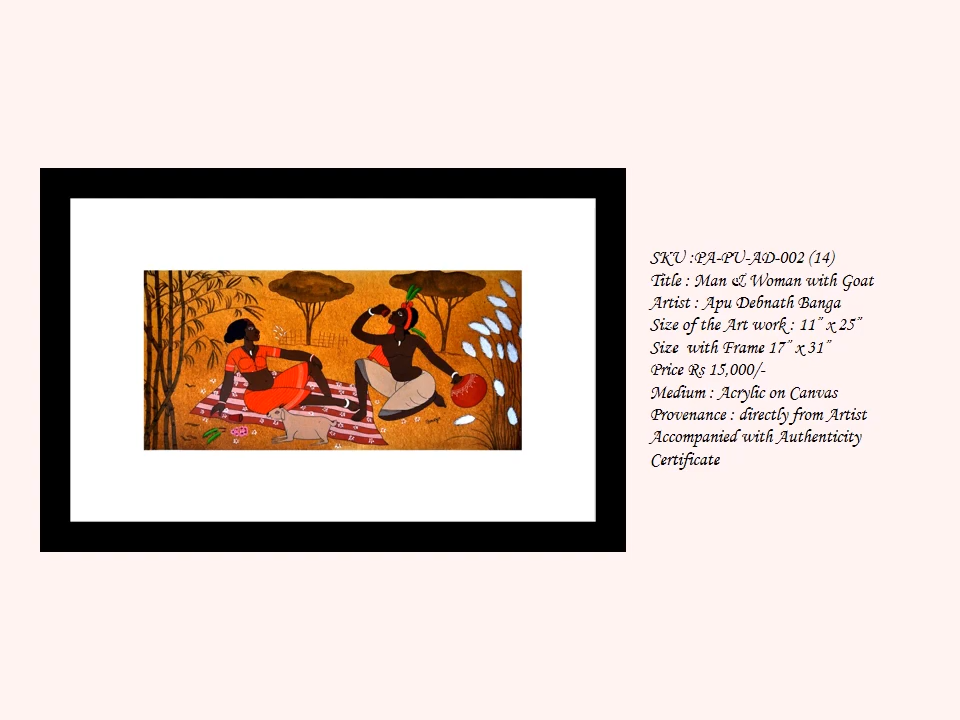 SKU :PA-PU-AD-002 (14)
Title : Man & Woman with Goat
Artist : Apu Debnath Banga
Size of the Art work : 11" x 25"
Size with Frame 17" x 31"
Price Rs 15,000/-
Medium : Acrylic on Canvas
Provenance : directly from Artist
Accompanied with Authenticity
Certificate